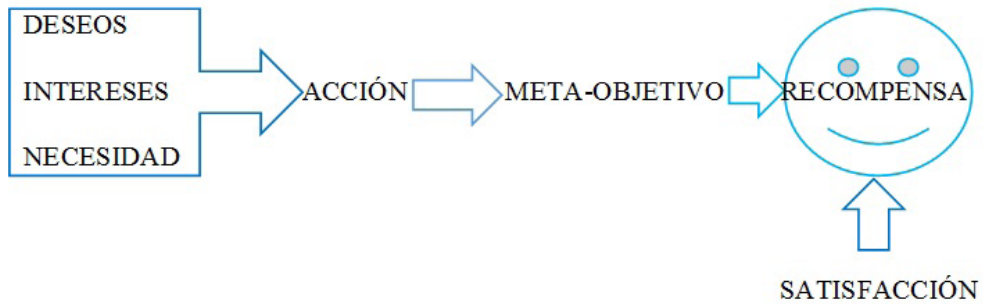 DESEOS
INTERESES
NECESIDAD
ACCIÓN
META-OBJETIVO
RECOMPENSA
SATISFACCIÓN